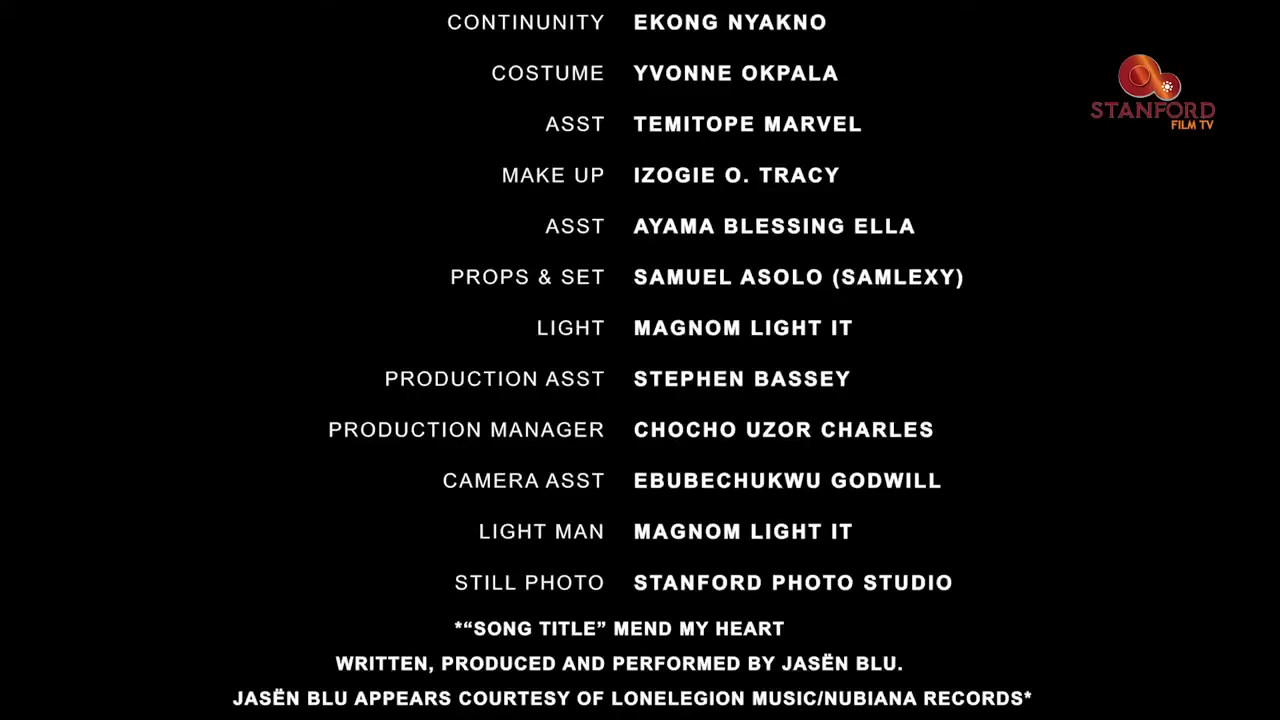 CONTINUNITY EKONG NYAKNO
COSTUME YVONNE OKPALA
STANFORD
FILM TV
ASST TEMITOPE MARVEL
MAKE UP IZOGIE O. TRACY
ASST AYAMA BLESSING ELLA
PROPS & SET SAMUEL ASOLO (SAMLEXY)
LIGHT MAGNOM LIGHT IT
PRODUCTION ASST STEPHEN BASSEY
PRODUCTION MANAGER CHOCHO UZOR CHARLES
CAMERA ASST EBUBECHUKWU GODWILL
LIGHT MAN MAGNOM LIGHT IT
STILL PHOTO STANFORD PHOTO STUDIO
*“SONG TITLE” MEND MY HEART
WRITTEN, PRODUCED AND PERFORMED BY JASËN BLU.
JASËN BLU APPEARS COURTESY OF LONELEGION MUSIC/NUBIANA RECORDS*